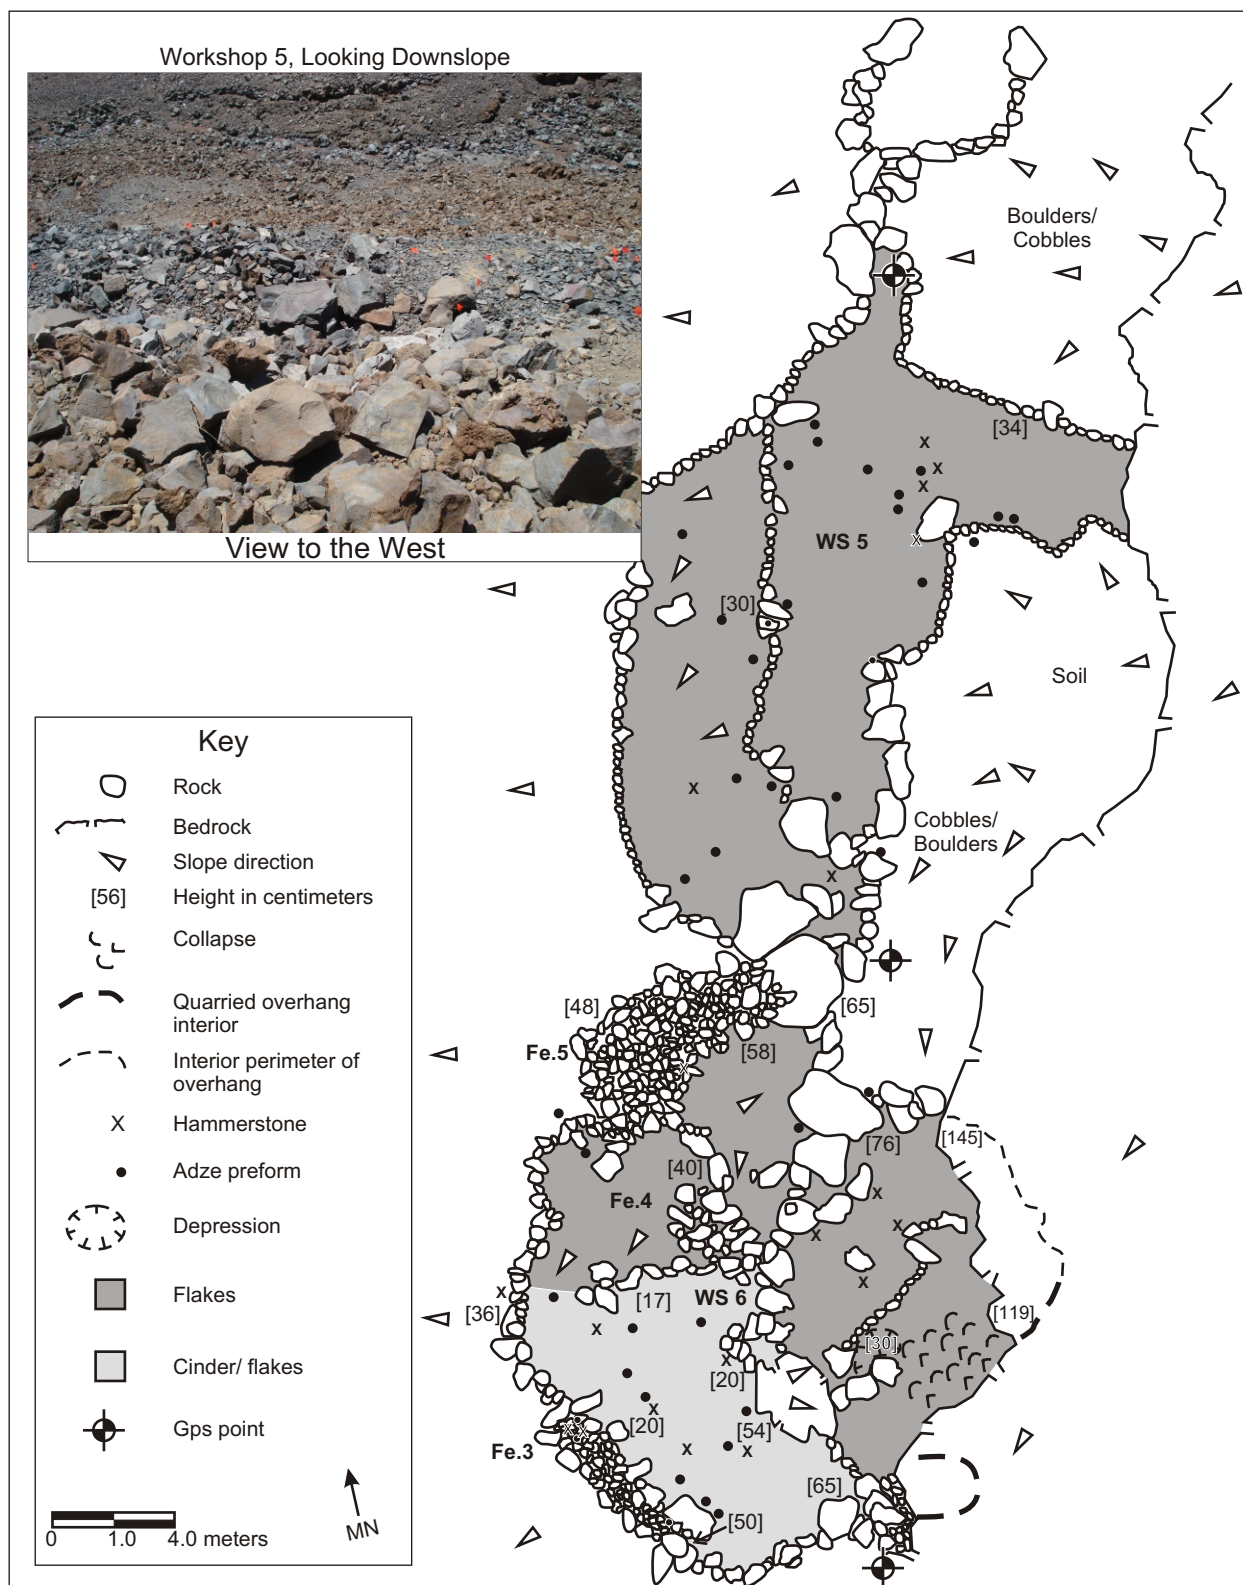 Workshop 5, Looking Downslope
View to the West
Boulders/
Cobbles
[34]
WS 5
[30]
Soil
Cobbles/
Boulders
[48]
[65]
Fe.5
[58]
[76]
[145]
[40]
Fe.4
WS 6
[17]
[36]
[119]
[30]
[20]
[20]
[54]
Fe.3
[65]
[50]
Key
Rock
Bedrock
Slope direction
[56] Height in centimeters
Collapse
Quarried overhang
interior
Interior perimeter of
overhang
X Hammerstone
Adze preform
Depression
Flakes
Cinder/ flakes
Gps point
MN
0 1.0 4.0 meters